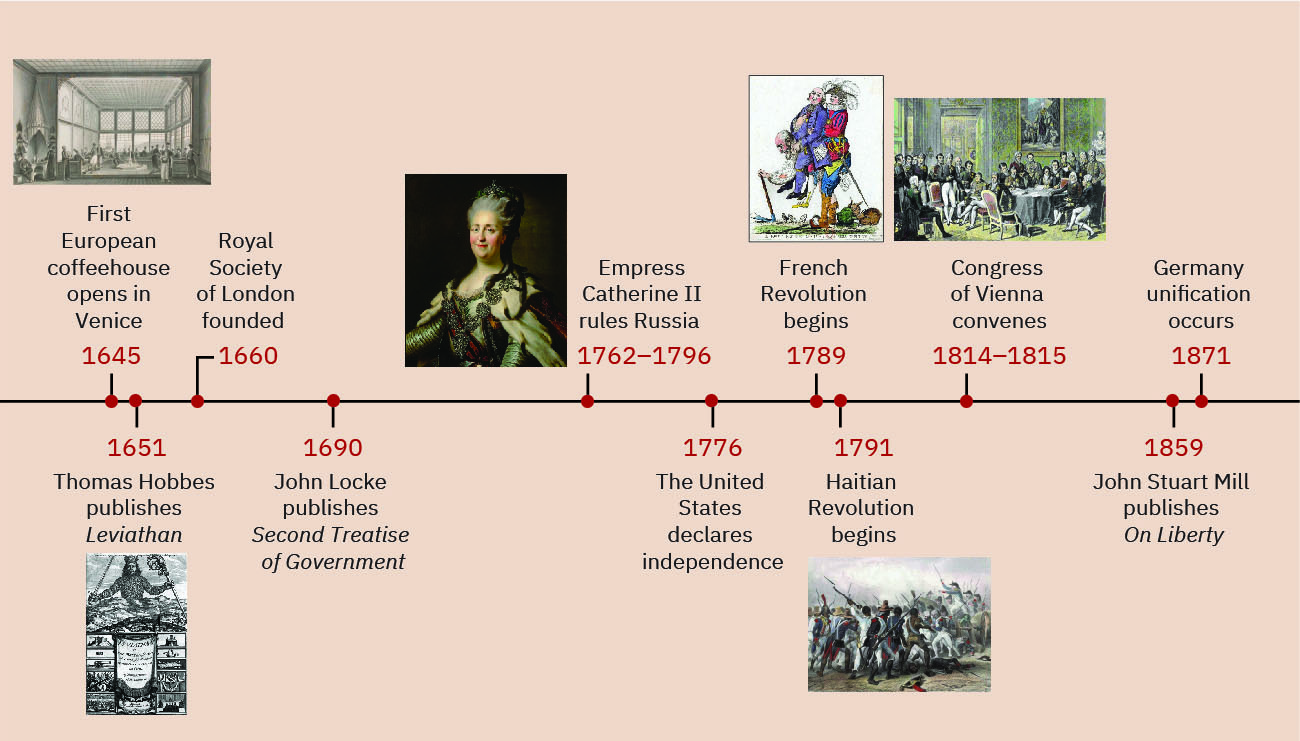 First
European
coffeehouse
opens in
Venice
1645
Royal
Society
of London
founded
1660
Empress
Catherine II
rules Russia
1762–1796
French
Revolution
begins
1789
Congress
of Vienna
convenes
1814–1815
Germany
unification
occurs
1871
1651
Thomas Hobbes
publishes
Leviathan
1690
John Locke
publishes
Second Treatise
of Government
1776
The United
States
declares
independence
1791
Haitian
Revolution
begins
1859
John Stuart Mill
publishes
On Liberty